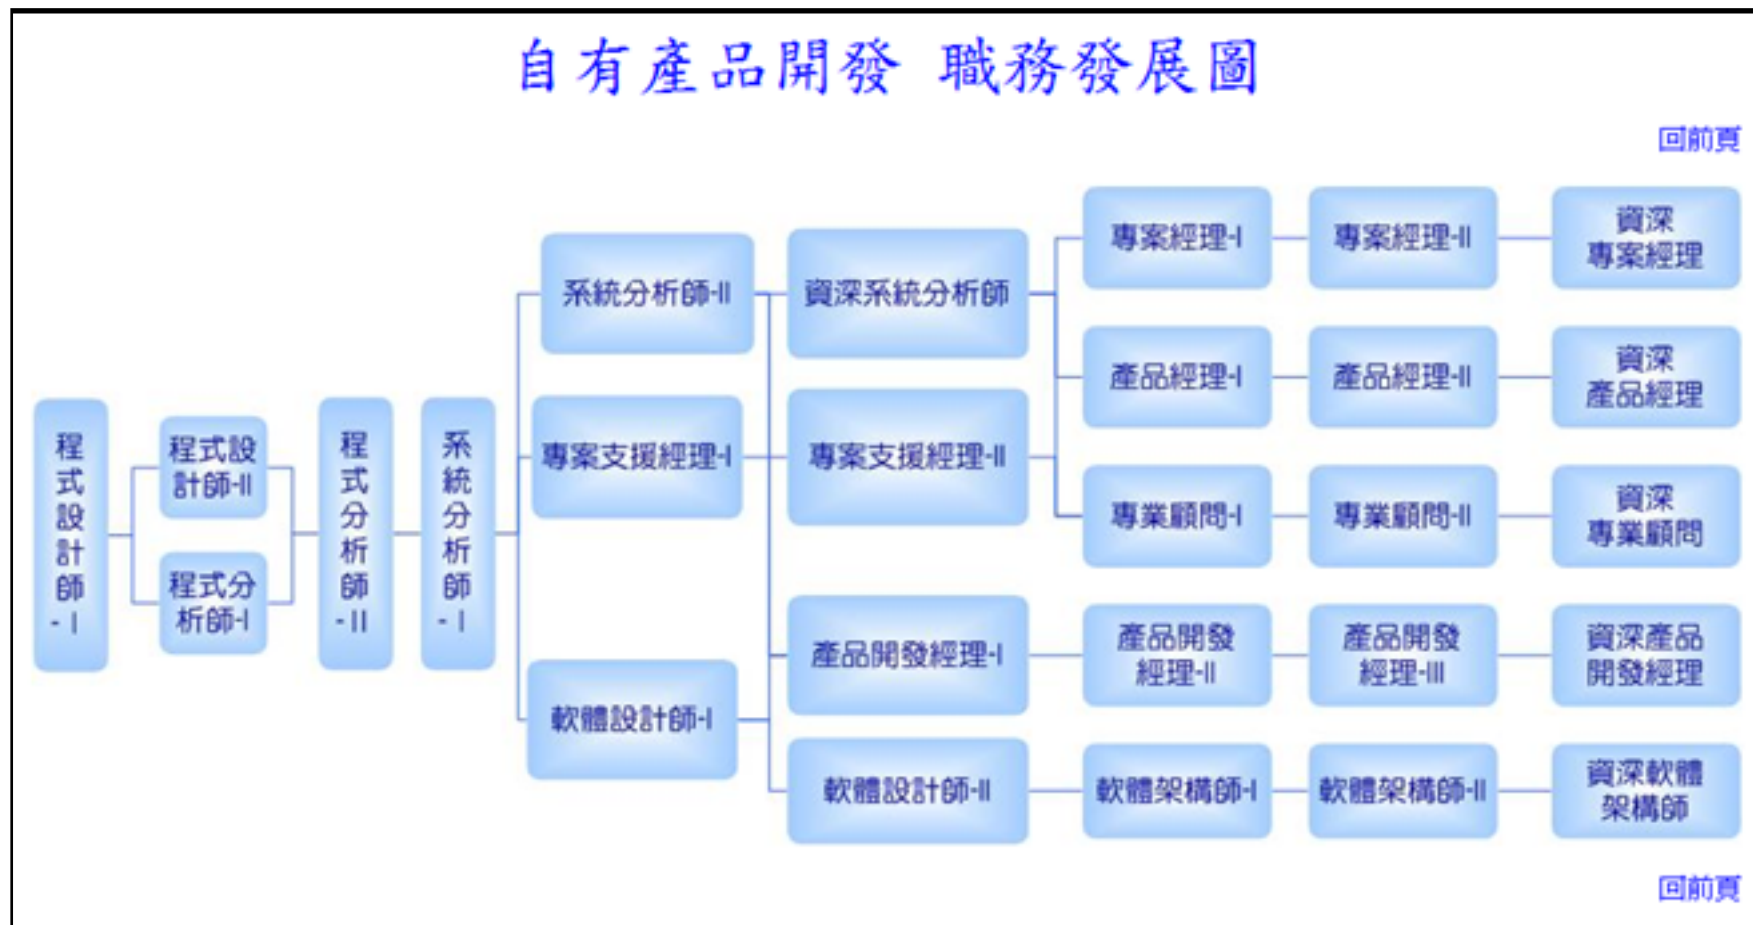 自有產品開發 職務發展圖
回前頁
程式設計師-I
程式設
計師-II
程式分
析師-I
程式分析師-II
系統分析師-I
系統分析師-II
專案支援經理-I
軟體設計師-I
資深系統分析師
專案支援經理-II
產品開發經理-I
軟體設計師-II
專案經理-I
專案經理-II
資深
專案經理
產品經理-I
產品經理-II
資深
產品經理
專業顧問-I
專業顧問-II
資深
專業顧問
產品開發
經理-II
產品開發
經理-III
資深產品
開發經理
軟體架構師-I
軟體架構師-II
資深軟體
架構師
回前頁